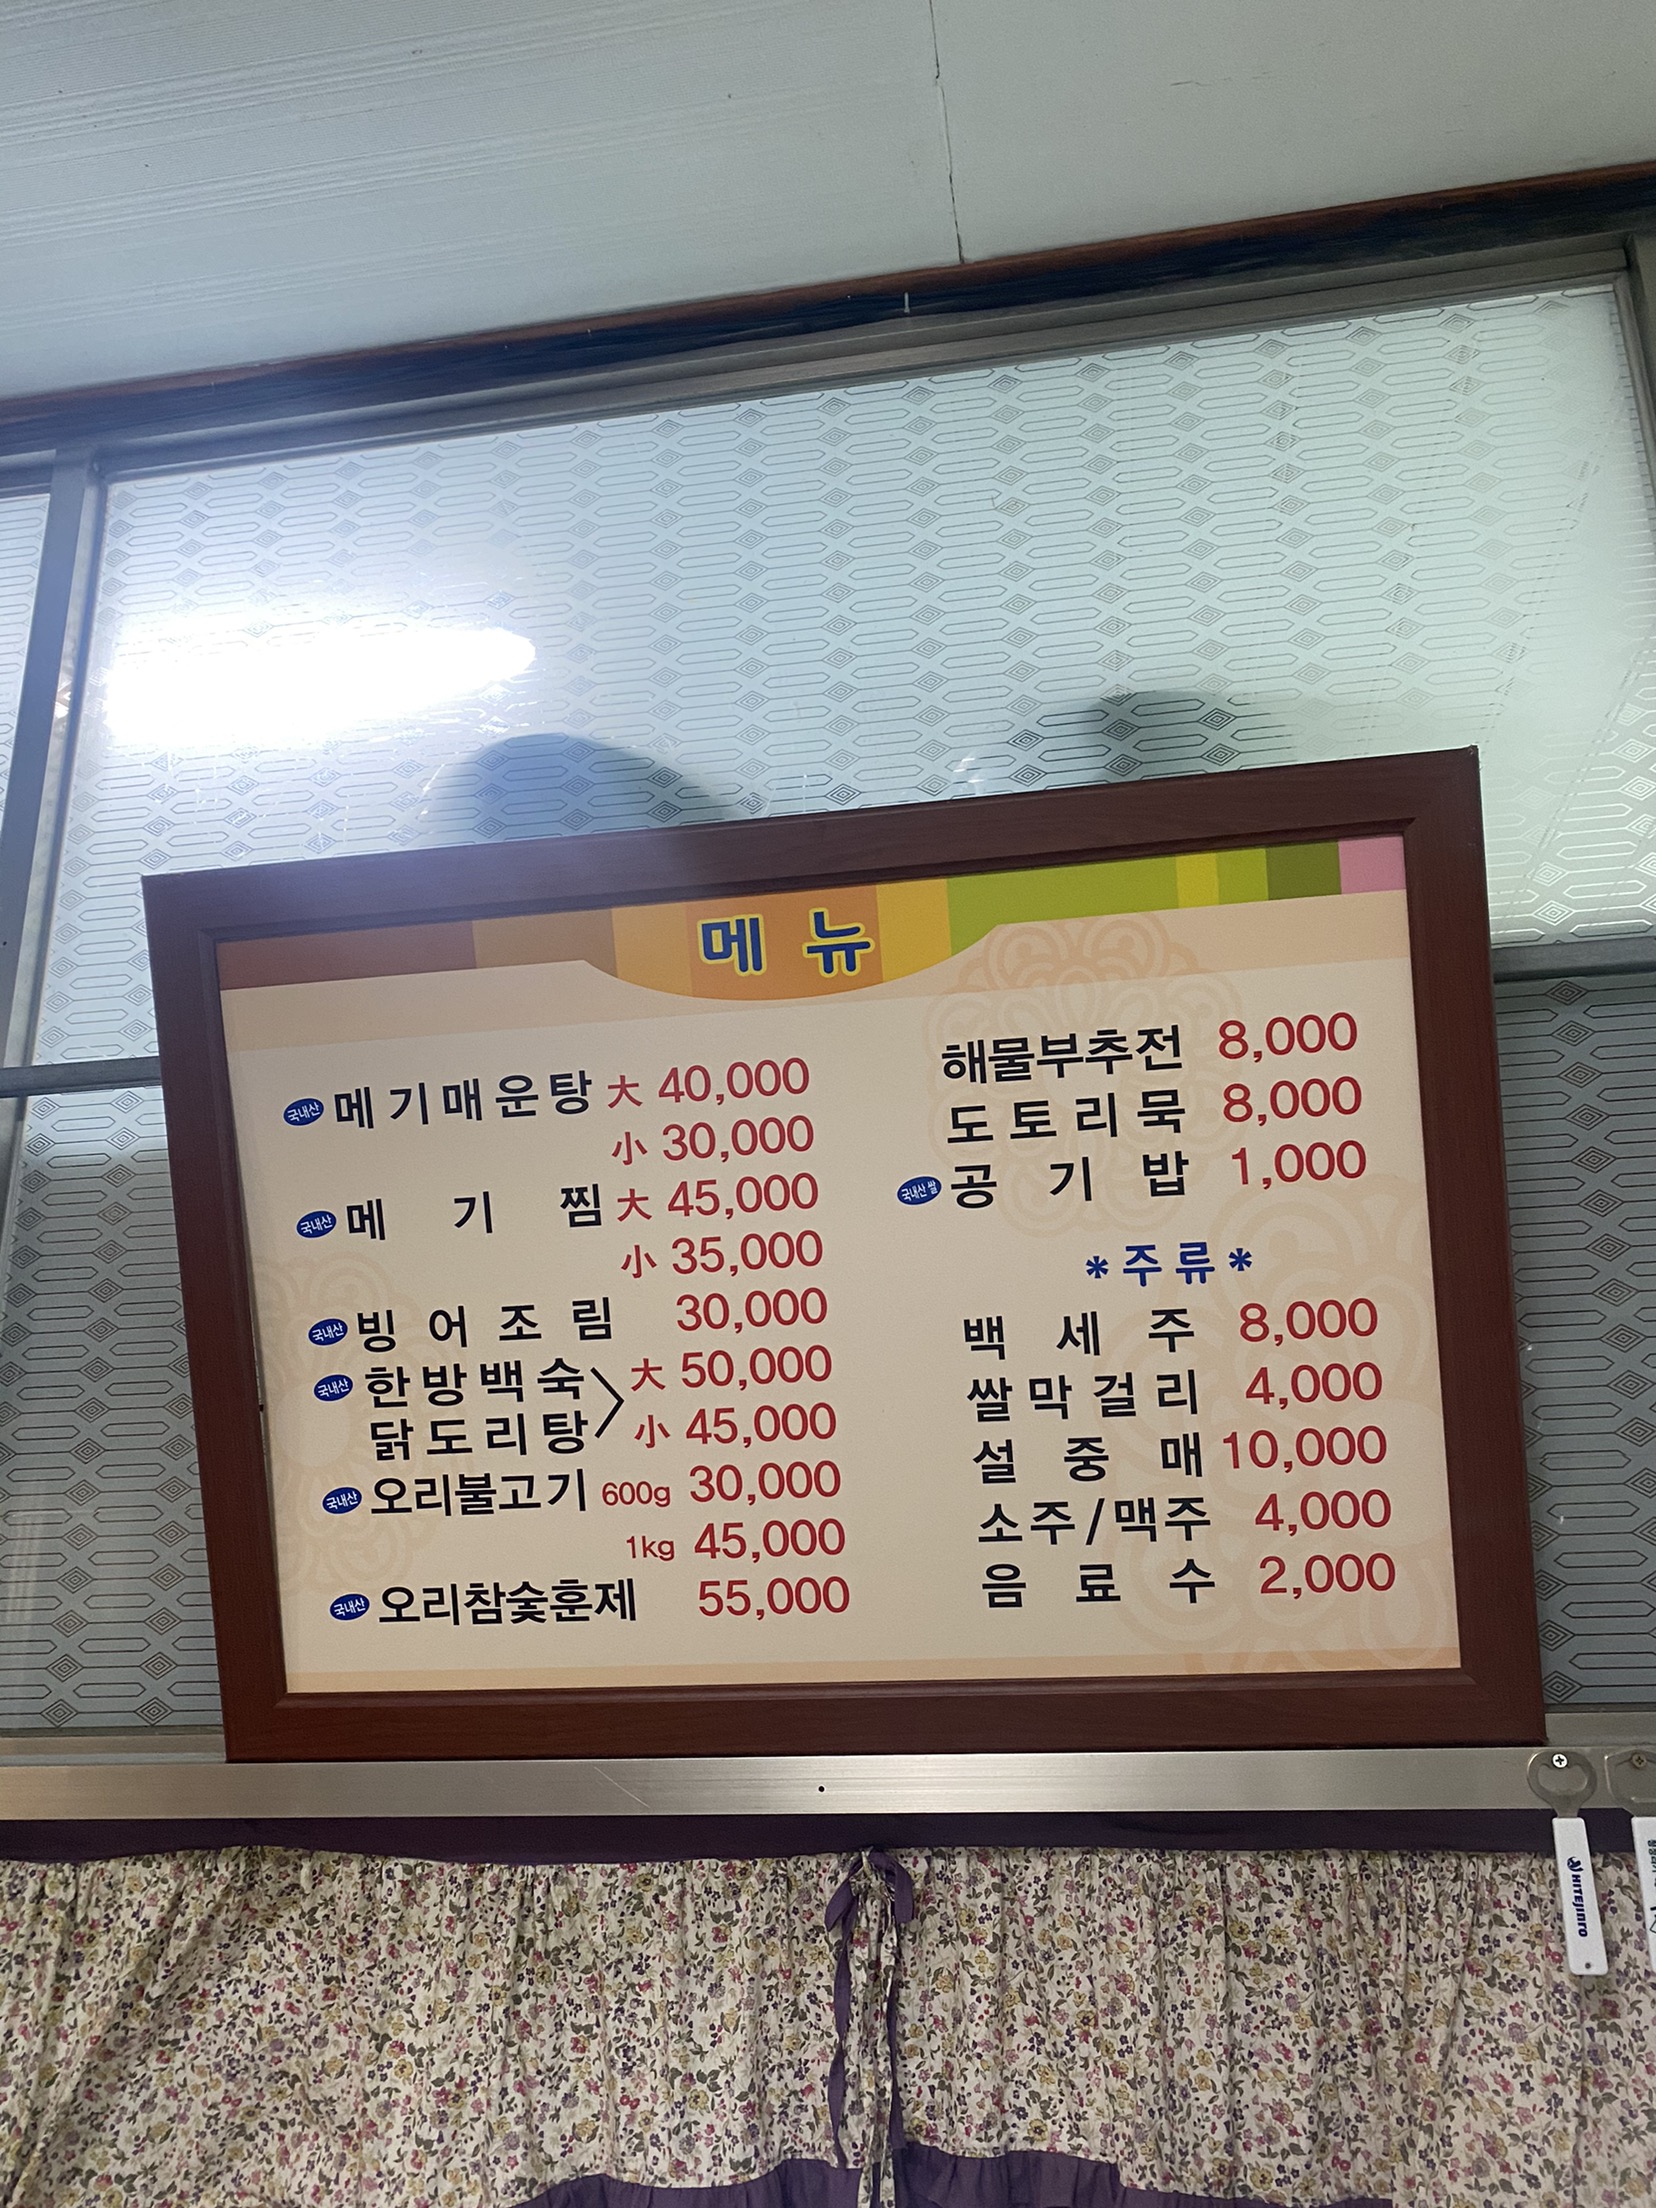 메뉴
국내산 메기매운탕 大 40,000
小 30,000
국내산 메기찜 大 45,000
小 35,000
국내산 빙어조림 30,000
국내산 한방백숙 大 50,000
닭도리탕 小 45,000
국내산 오리불고기 600g 30,000
1kg 45,000
국내산 오리참숯훈제 55,000
해물부추전 8,000
도토리묵 8,000
국내산 쌀 공기밥 1,000
*주류*
백세주 8,000
쌀막걸리 4,000
설중매 10,000
소주/맥주 4,000
음료수 2,000
HITEJINRO